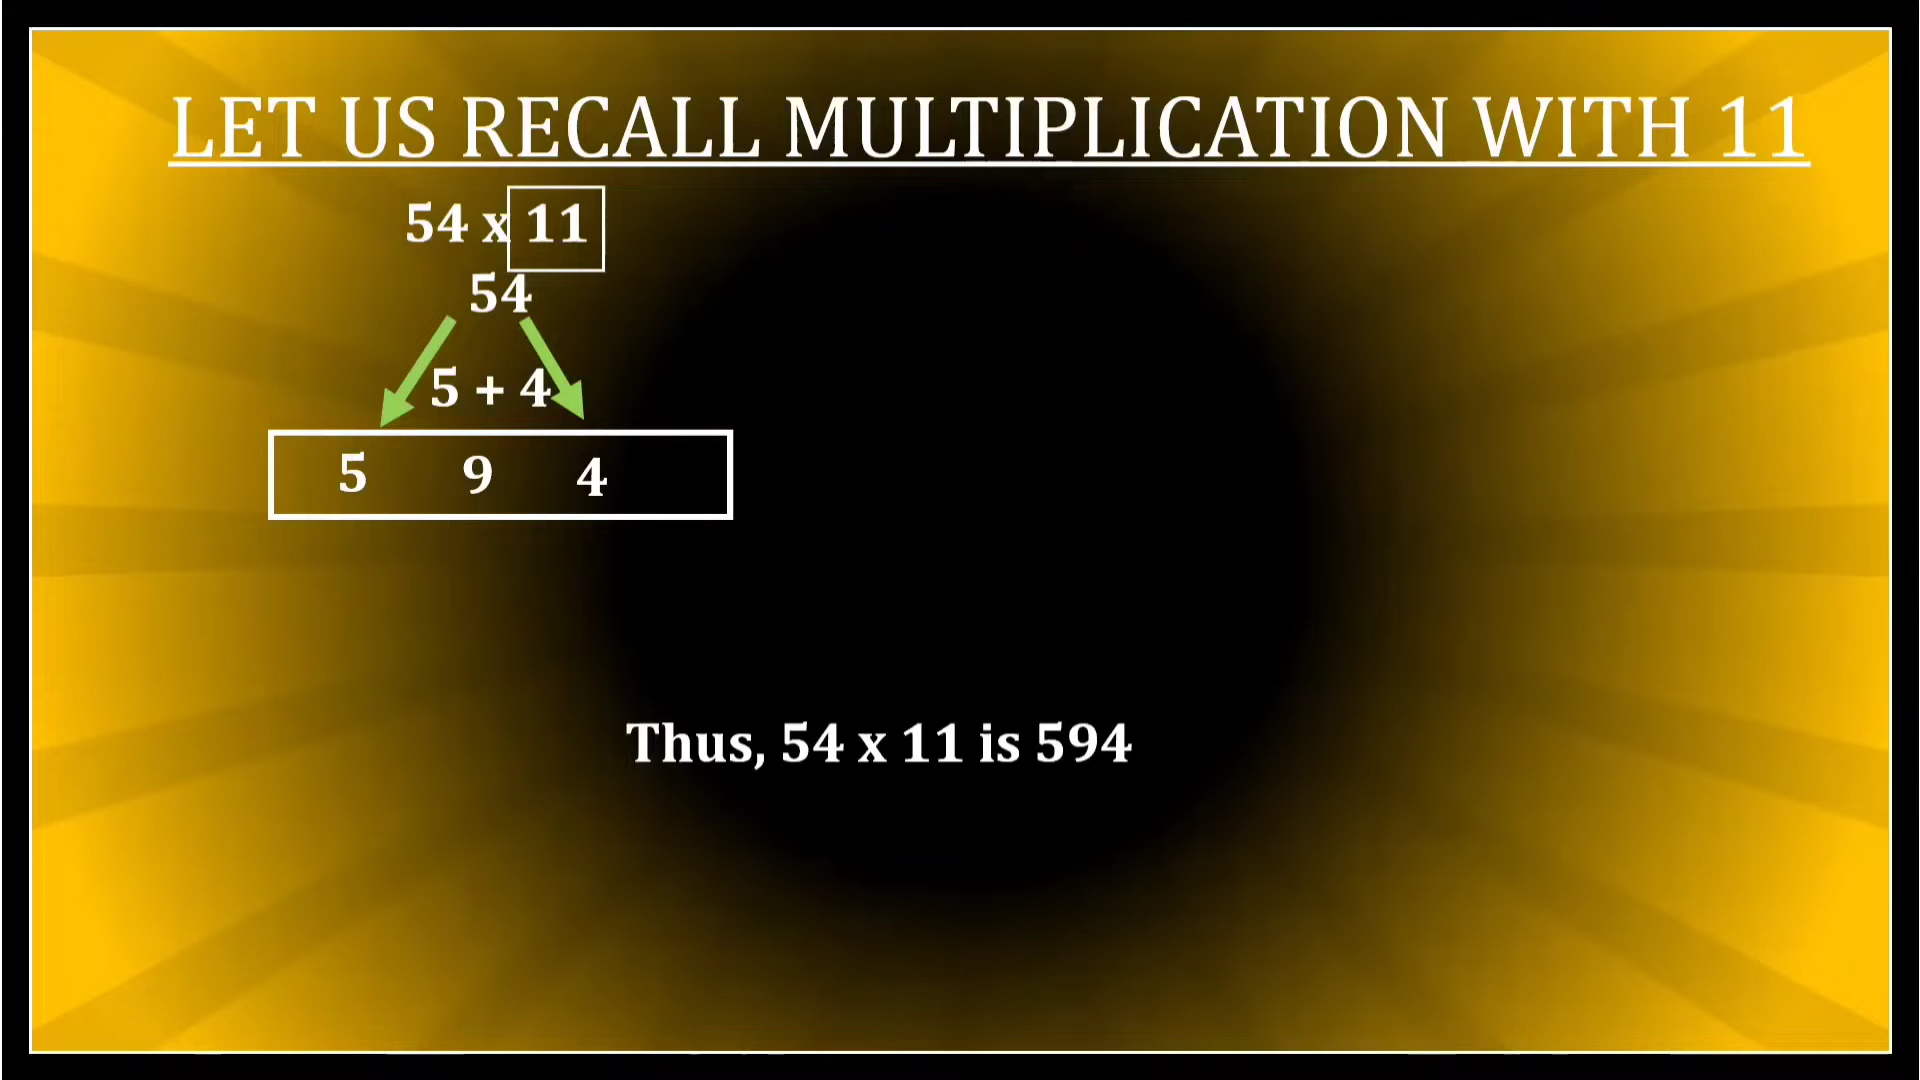 LET US RECALL MULTIPLICATION WITH 11
54 x 11
54
5 + 4
5 9 4
Thus, 54 x 11 is 594